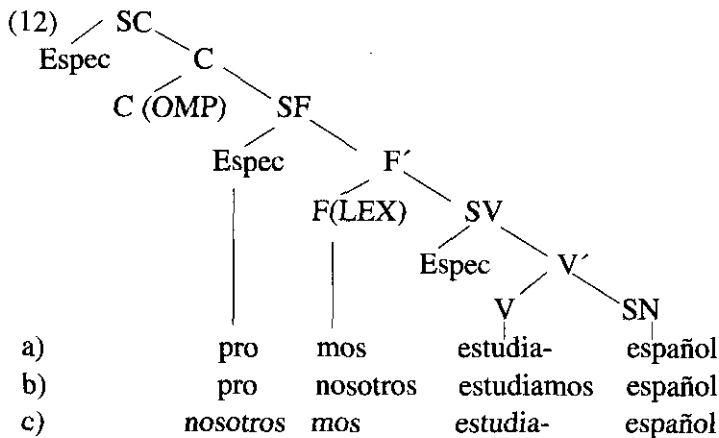 (12) SC
Espec C
C (OMP) SF
Espec F´
F(LEX) SV
Espec V´
V SN
a) pro mos estudia- español
b) pro nosotros estudiamos español
c) nosotros mos estudia- español